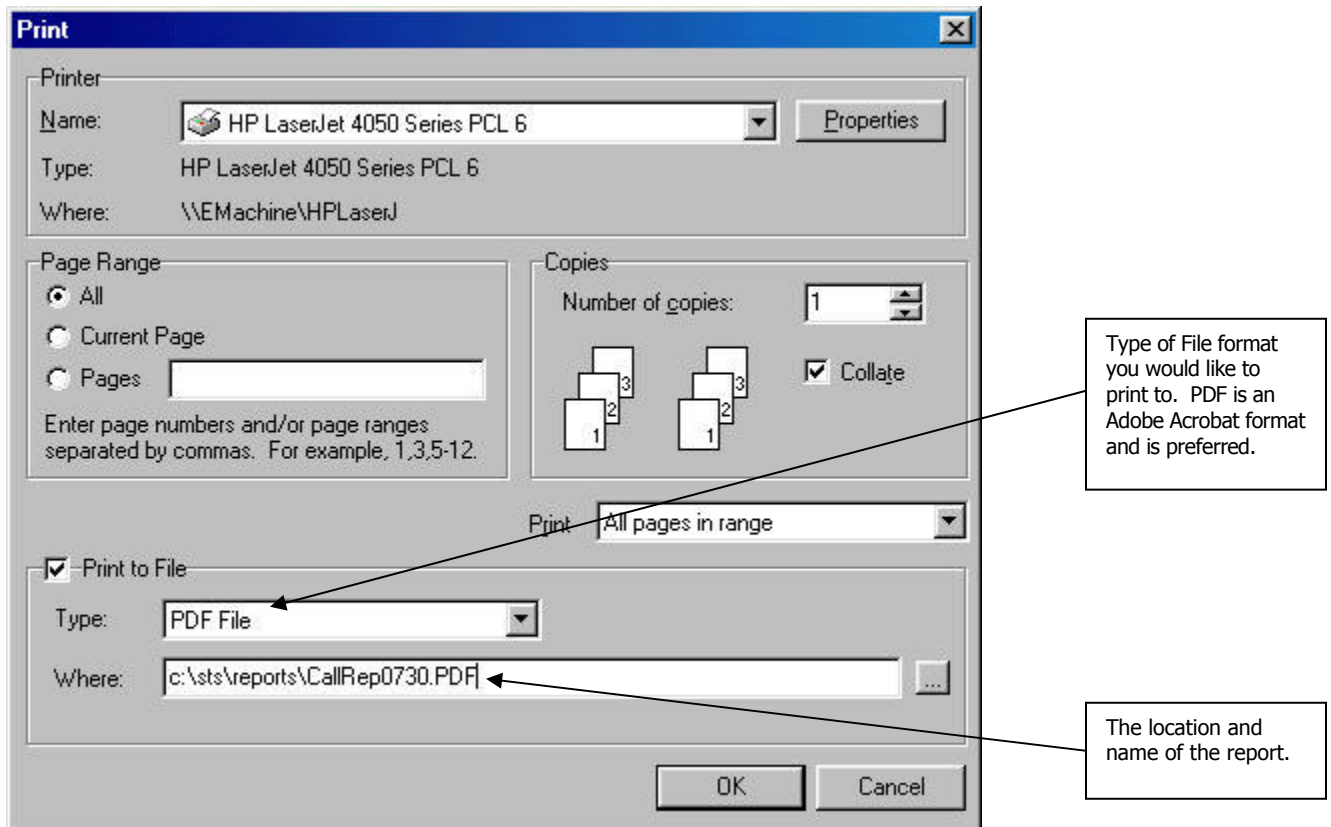 Print
Printer
Name:
HP LaserJet 4050 Series PCL 6
Properties
Type:
HP LaserJet 4050 Series PCL 6
Where:
\\EMachine\HPLaserJ
Page Range
All
Current Page
Pages
Enter page numbers and/or page ranges
separated by commas.  For example, 1,3,5-12.
Copies
Number of copies:
1
Collate
1
2
3
1
2
3
Print
All pages in range
Print to File
Type:
PDF File
Where:
c:\sts\reports\CallRep0730.PDF
...
OK
Cancel
Type of File format
you would like to
print to.  PDF is an
Adobe Acrobat format
and is preferred.
The location and
name of the report.